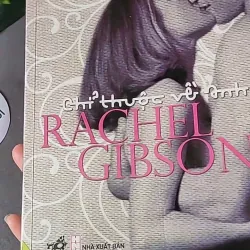 Chỉ thuộc về anh
RACHEL
GIBSON
NHÀ XUẤT BẢN